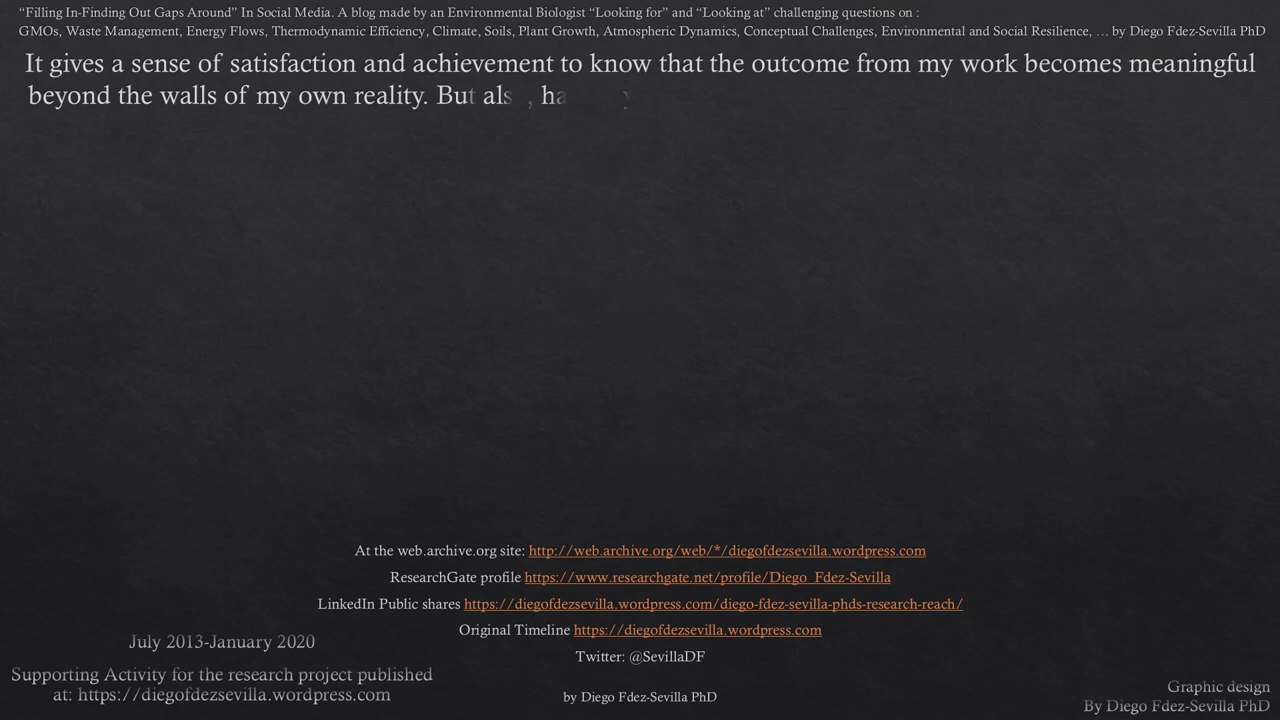 “Filling In-Finding Out Gaps Around” In Social Media. A blog made by an Environmental Biologist “Looking for” and “Looking at” challenging questions on :
GMOs, Waste Management, Energy Flows, Thermodynamic Efficiency, Climate, Soils, Plant Growth, Atmospheric Dynamics, Conceptual Challenges, Environmental and Social Resilience, … by Diego Fdez-Sevilla PhD
It gives a sense of satisfaction and achievement to know that the outcome from my work becomes meaningful
beyond the walls of my own reality. But
At the web.archive.org site: http://web.archive.org/web/*/diegofdezsevilla.wordpress.com
ResearchGate profile https://www.researchgate.net/profile/Diego_Fdez-Sevilla
LinkedIn Public shares https://diegofdezsevilla.wordpress.com/diego-fdez-sevilla-phds-research-reach/
Original Timeline https://diegofdezsevilla.wordpress.com
Twitter: @SevillaDF
by Diego Fdez-Sevilla PhD
July 2013-January 2020
Supporting Activity for the research project published
at: https://diegofdezsevilla.wordpress.com
Graphic design
By Diego Fdez-Sevilla PhD